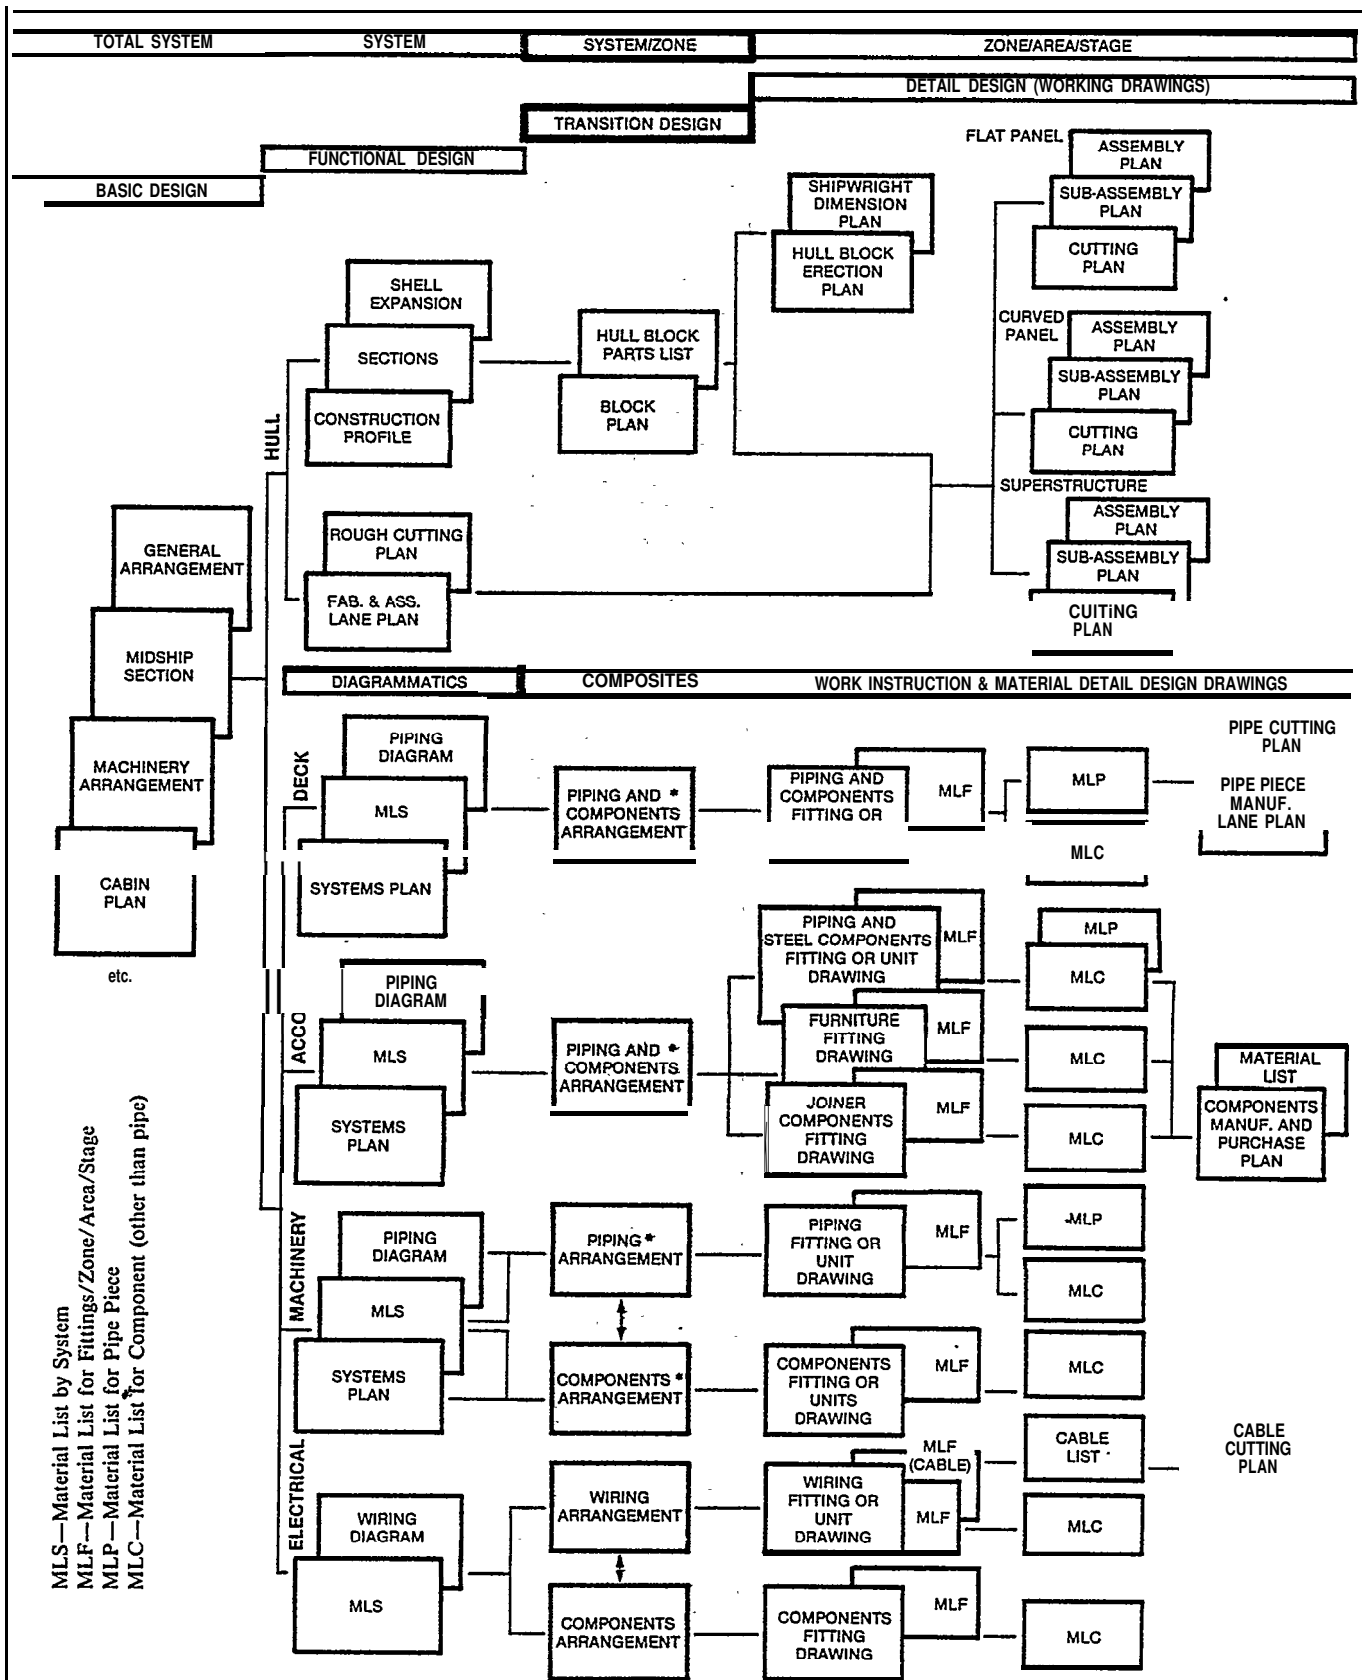 TOTAL SYSTEM
SYSTEM
SYSTEM/ZONE
ZONE/AREA/STAGE
DETAIL DESIGN (WORKING DRAWINGS)
TRANSITION DESIGN
FUNCTIONAL DESIGN
BASIC DESIGN
GENERAL
ARRANGEMENT
MIDSHIP
SECTION
MACHINERY
ARRANGEMENT
CABIN
PLAN
etc.
HULL
SHELL
EXPANSION
SECTIONS
CONSTRUCTION
PROFILE
ROUGH CUTTING
PLAN
FAB. & ASS.
LANE PLAN
HULL BLOCK
PARTS LIST
BLOCK
PLAN
SHIPWRIGHT
DIMENSION
PLAN
HULL BLOCK
ERECTION
PLAN
FLAT PANEL
ASSEMBLY
PLAN
SUB-ASSEMBLY
PLAN
CUTTING
PLAN
CURVED
PANEL
ASSEMBLY
PLAN
SUB-ASSEMBLY
PLAN
CUTTING
PLAN
SUPERSTRUCTURE
ASSEMBLY
PLAN
SUB-ASSEMBLY
PLAN
CUITiNG
PLAN
DIAGRAMMATICS
COMPOSITES
WORK INSTRUCTION & MATERIAL DETAIL DESIGN DRAWINGS
DECK
PIPING
DIAGRAM
MLS
SYSTEMS PLAN
PIPING AND *
COMPONENTS
ARRANGEMENT
PIPING AND
COMPONENTS
FITTING OR
MLF
MLP
MLC
PIPE CUTTING
PLAN
PIPE PIECE
MANUF.
LANE PLAN
ACCO
PIPING
DIAGRAM
MLS
SYSTEMS
PLAN
PIPING AND *
COMPONENTS
ARRANGEMENT
PIPING AND
STEEL COMPONENTS
FITTING OR UNIT
DRAWING
MLF
FURNITURE
FITTING
DRAWING
MLF
JOINER
COMPONENTS
FITTING
DRAWING
MLF
MLP
MLC
MLC
MLC
MATERIAL
LIST
COMPONENTS
MANUF. AND
PURCHASE
PLAN
MACHINERY
PIPING
DIAGRAM
MLS
SYSTEMS
PLAN
PIPING *
ARRANGEMENT
COMPONENTS *
ARRANGEMENT
PIPING
FITTING OR
UNIT
DRAWING
MLF
MLP
MLC
COMPONENTS
FITTING OR
UNITS
DRAWING
MLF
MLC
ELECTRICAL
WIRING
DIAGRAM
MLS
WIRING
ARRANGEMENT
COMPONENTS
ARRANGEMENT
WIRING
FITTING OR
UNIT
DRAWING
MLF
(CABLE)
MLF
CABLE
LIST
MLC
CABLE
CUTTING
PLAN
COMPONENTS
FITTING
DRAWING
MLF
MLC
MLS—Material List by System
MLF—Material List for Fittings/Zone/Area/Stage
MLP—Material List for Pipe Piece
MLC—Material List for Component (other than pipe)